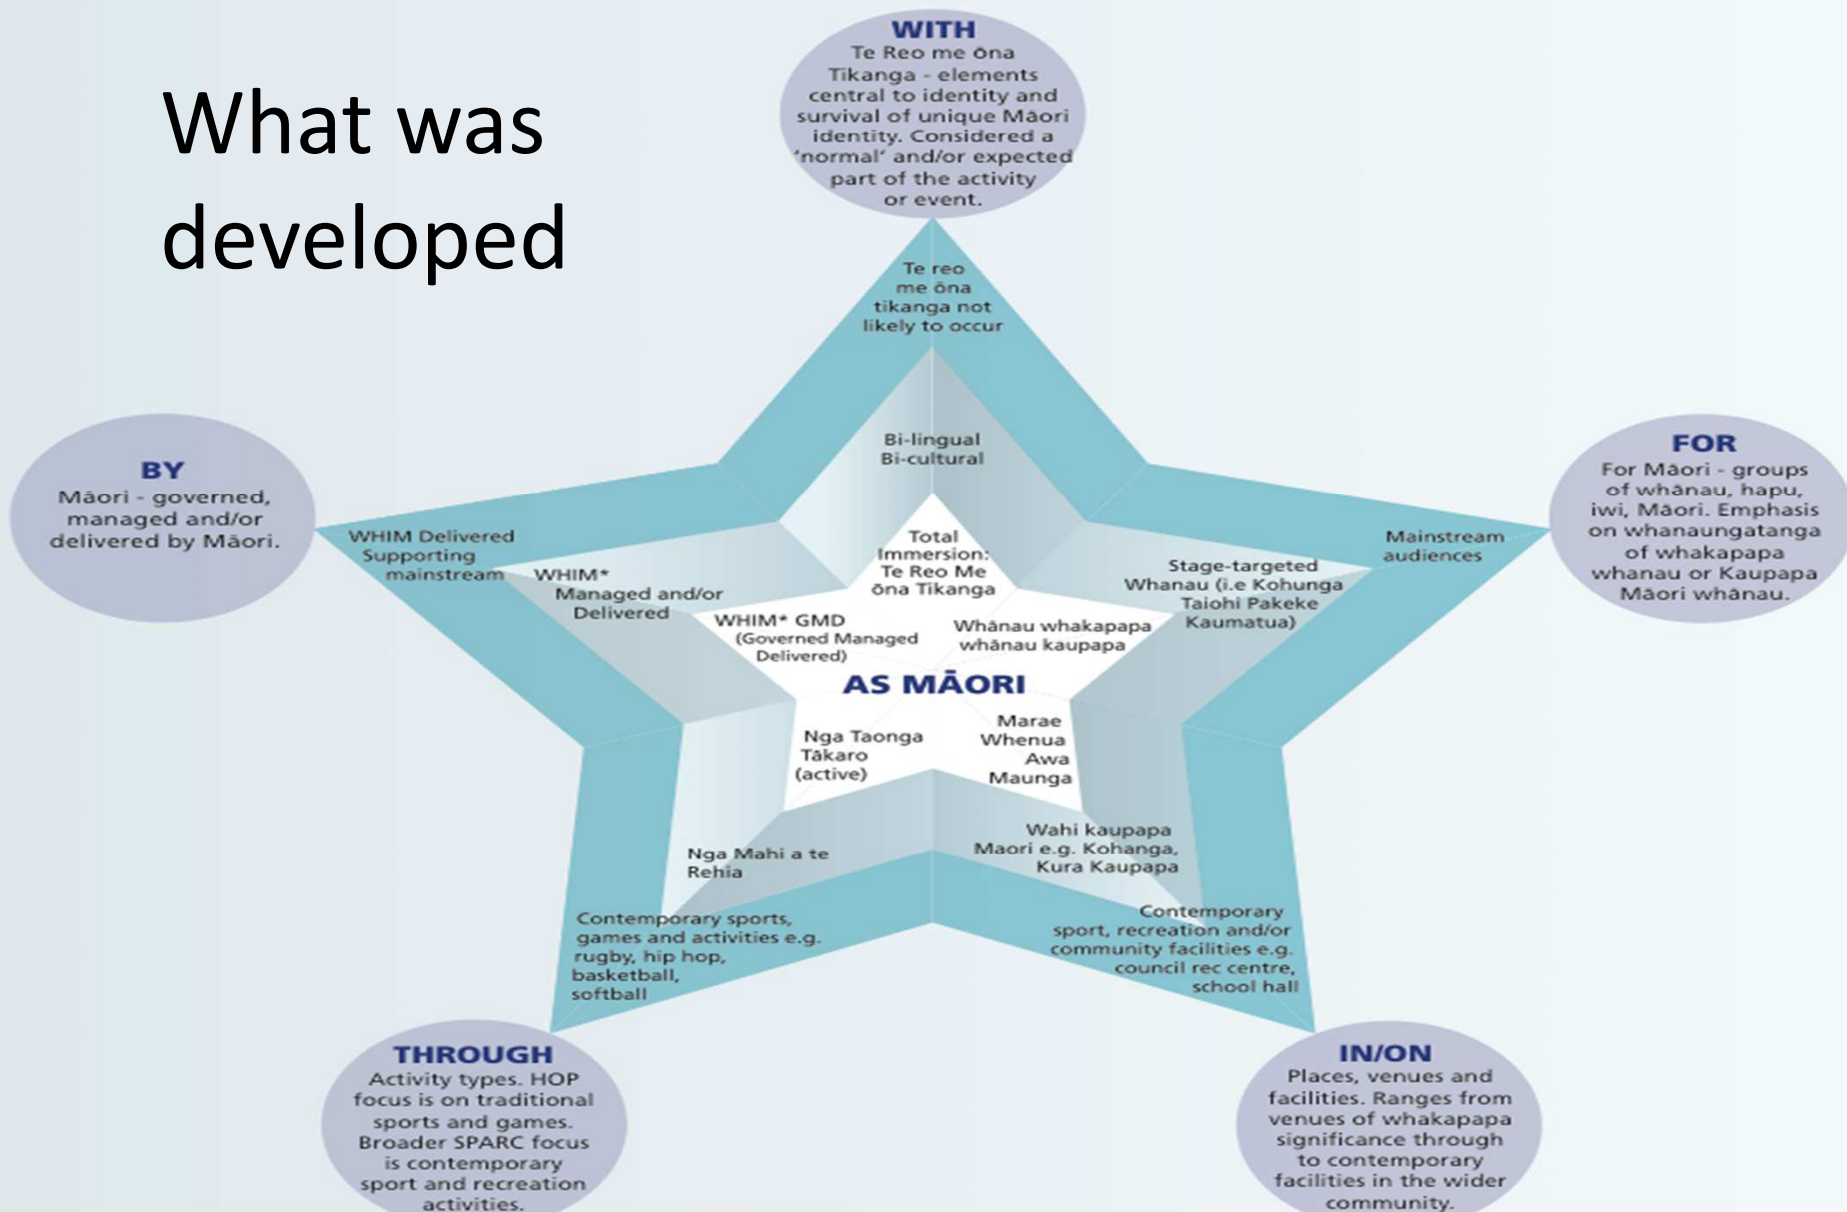 What was
developed
WITH
Te Reo me ōna
Tikanga - elements
central to identity and
survival of unique Māori
identity. Considered a
'normal' and/or expected
part of the activity
or event.
Te reo
me ōna
tikanga not
likely to occur
Bi-lingual
Bi-cultural
Total
Immersion:
Te Reo Me
ōna Tikanga
BY
Māori - governed,
managed and/or
delivered by Māori.
WHIM Delivered
Supporting
mainstream
WHIM*
Managed and/or
Delivered
WHIM* GMD
(Governed Managed
Delivered)
FOR
For Māori - groups
of whānau, hapu,
iwi, Māori. Emphasis
on whanaungatanga
of whakapapa
whanau or Kaupapa
Māori whānau.
Mainstream
audiences
Stage-targeted
Whanau (i.e Kohunga
Taiohi Pakeke
Kaumatua)
Whānau whakapapa
whānau kaupapa
AS MĀORI
Nga Taonga
Tākaro
(active)
Marae
Whenua
Awa
Maunga
Nga Mahi a te
Rehia
Wahi kaupapa
Maori e.g. Kohanga,
Kura Kaupapa
Contemporary sports,
games and activities e.g.
rugby, hip hop,
basketball,
softball
Contemporary
sport, recreation and/or
community facilities e.g.
council rec centre,
school hall
THROUGH
Activity types. HOP
focus is on traditional
sports and games.
Broader SPARC focus
is contemporary
sport and recreation
activities.
IN/ON
Places, venues and
facilities. Ranges from
venues of whakapapa
significance through
to contemporary
facilities in the wider
community.